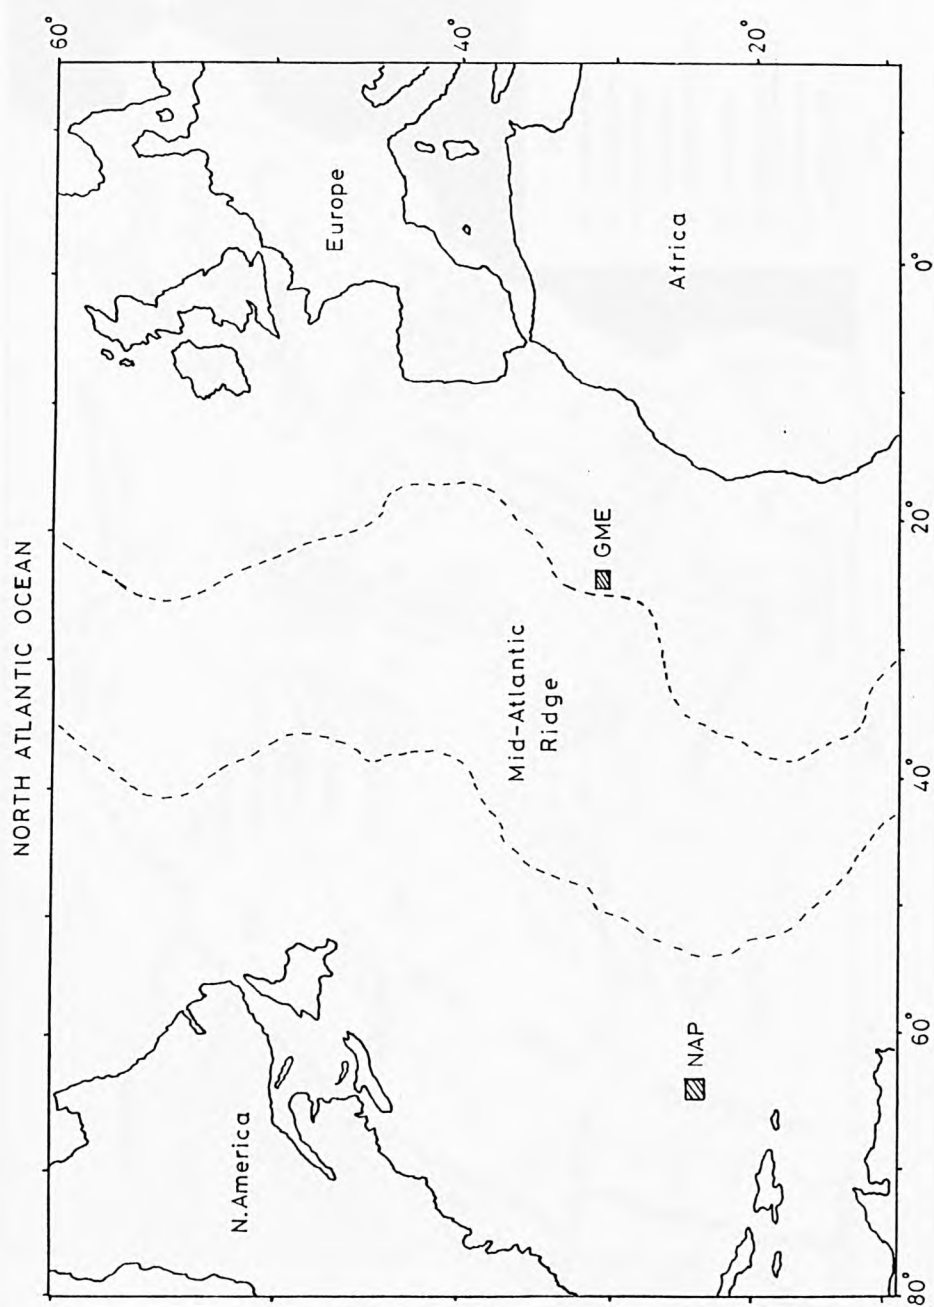 NORTH ATLANTIC OCEAN
60°
40°
20°
Europe
Africa
0°
20°
40°
60°
80°
GME
Mid-Atlantic
Ridge
N.America
NAP